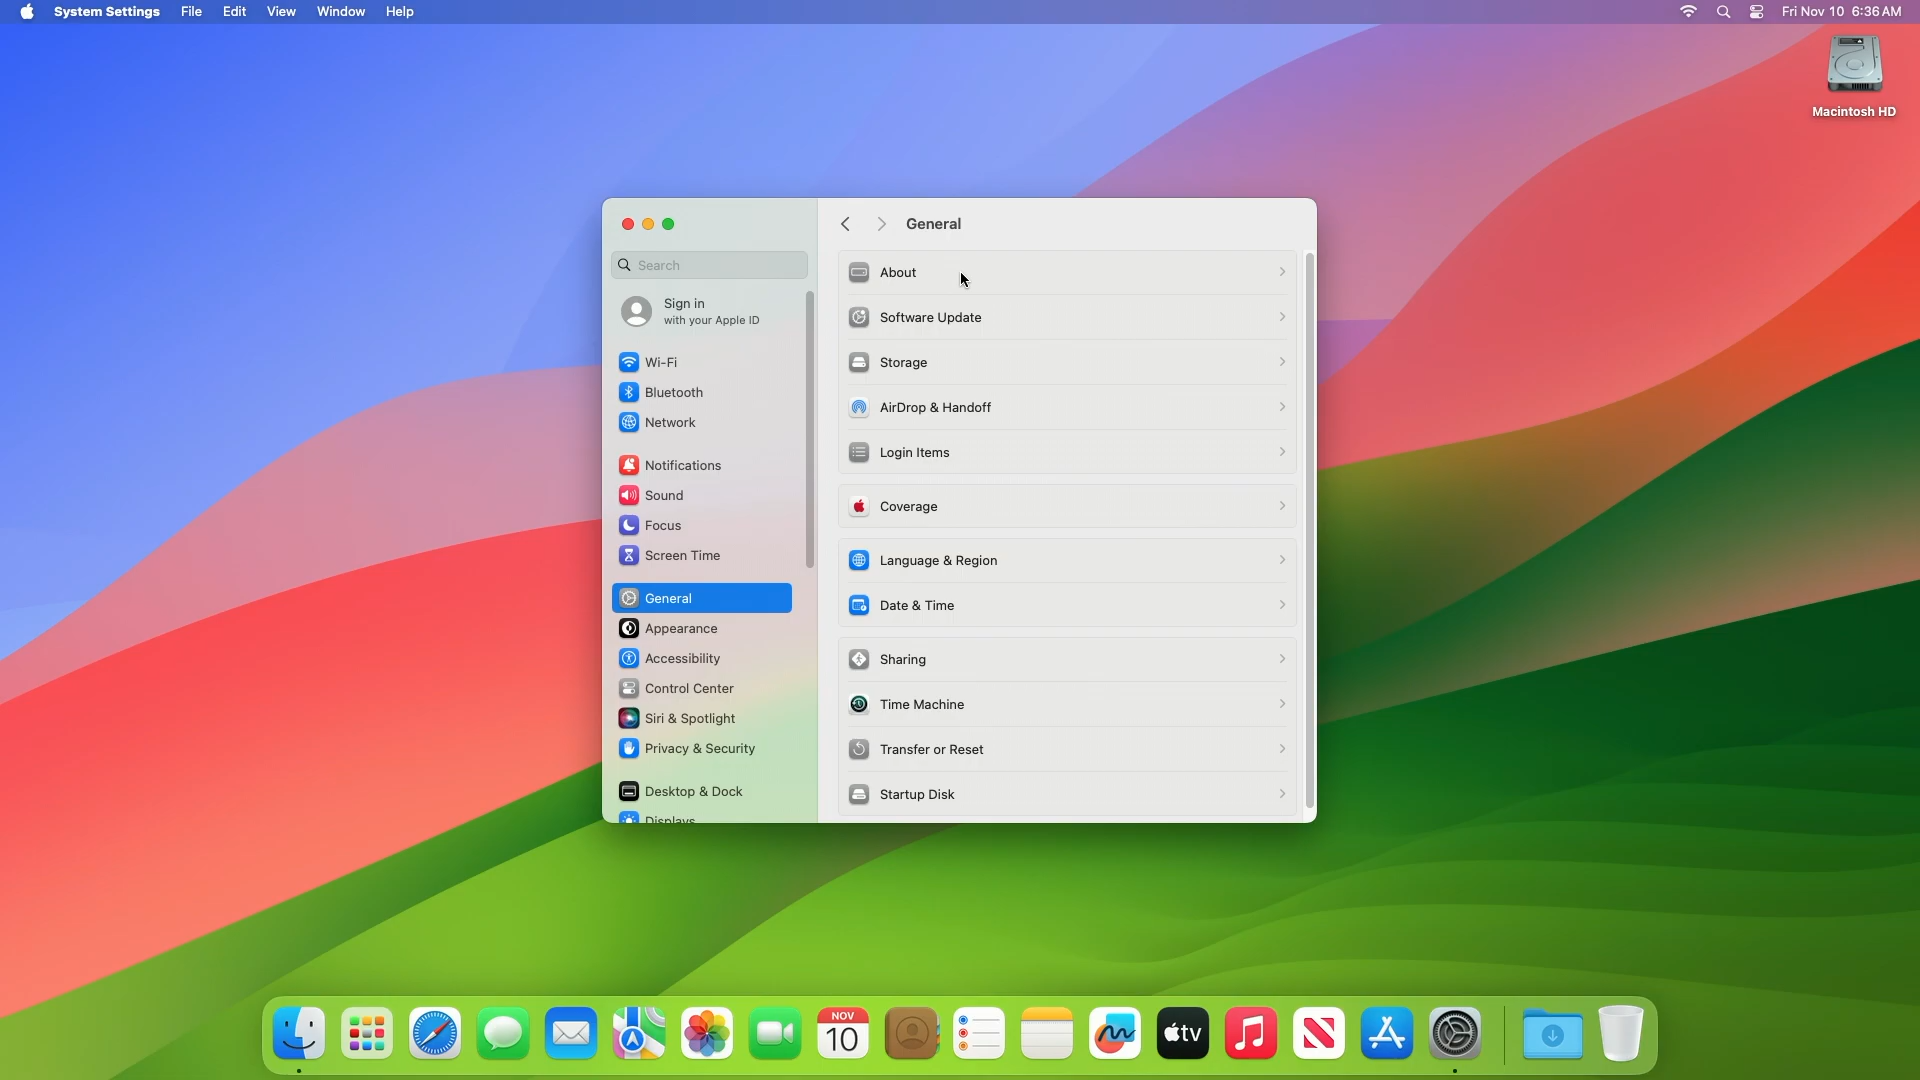 System Settings File Edit View Window Help
Fri Nov 10 6:36 AM
Macintosh HD
General
Search
Sign in
with your Apple ID
Wi-Fi
Bluetooth
Network
Notifications
Sound
Focus
Screen Time
General
Appearance
Accessibility
Control Center
Siri & Spotlight
Privacy & Security
Desktop & Dock
Displays
About
Software Update
Storage
AirDrop & Handoff
Login Items
Coverage
Language & Region
Date & Time
Sharing
Time Machine
Transfer or Reset
Startup Disk
NOV
10
tv